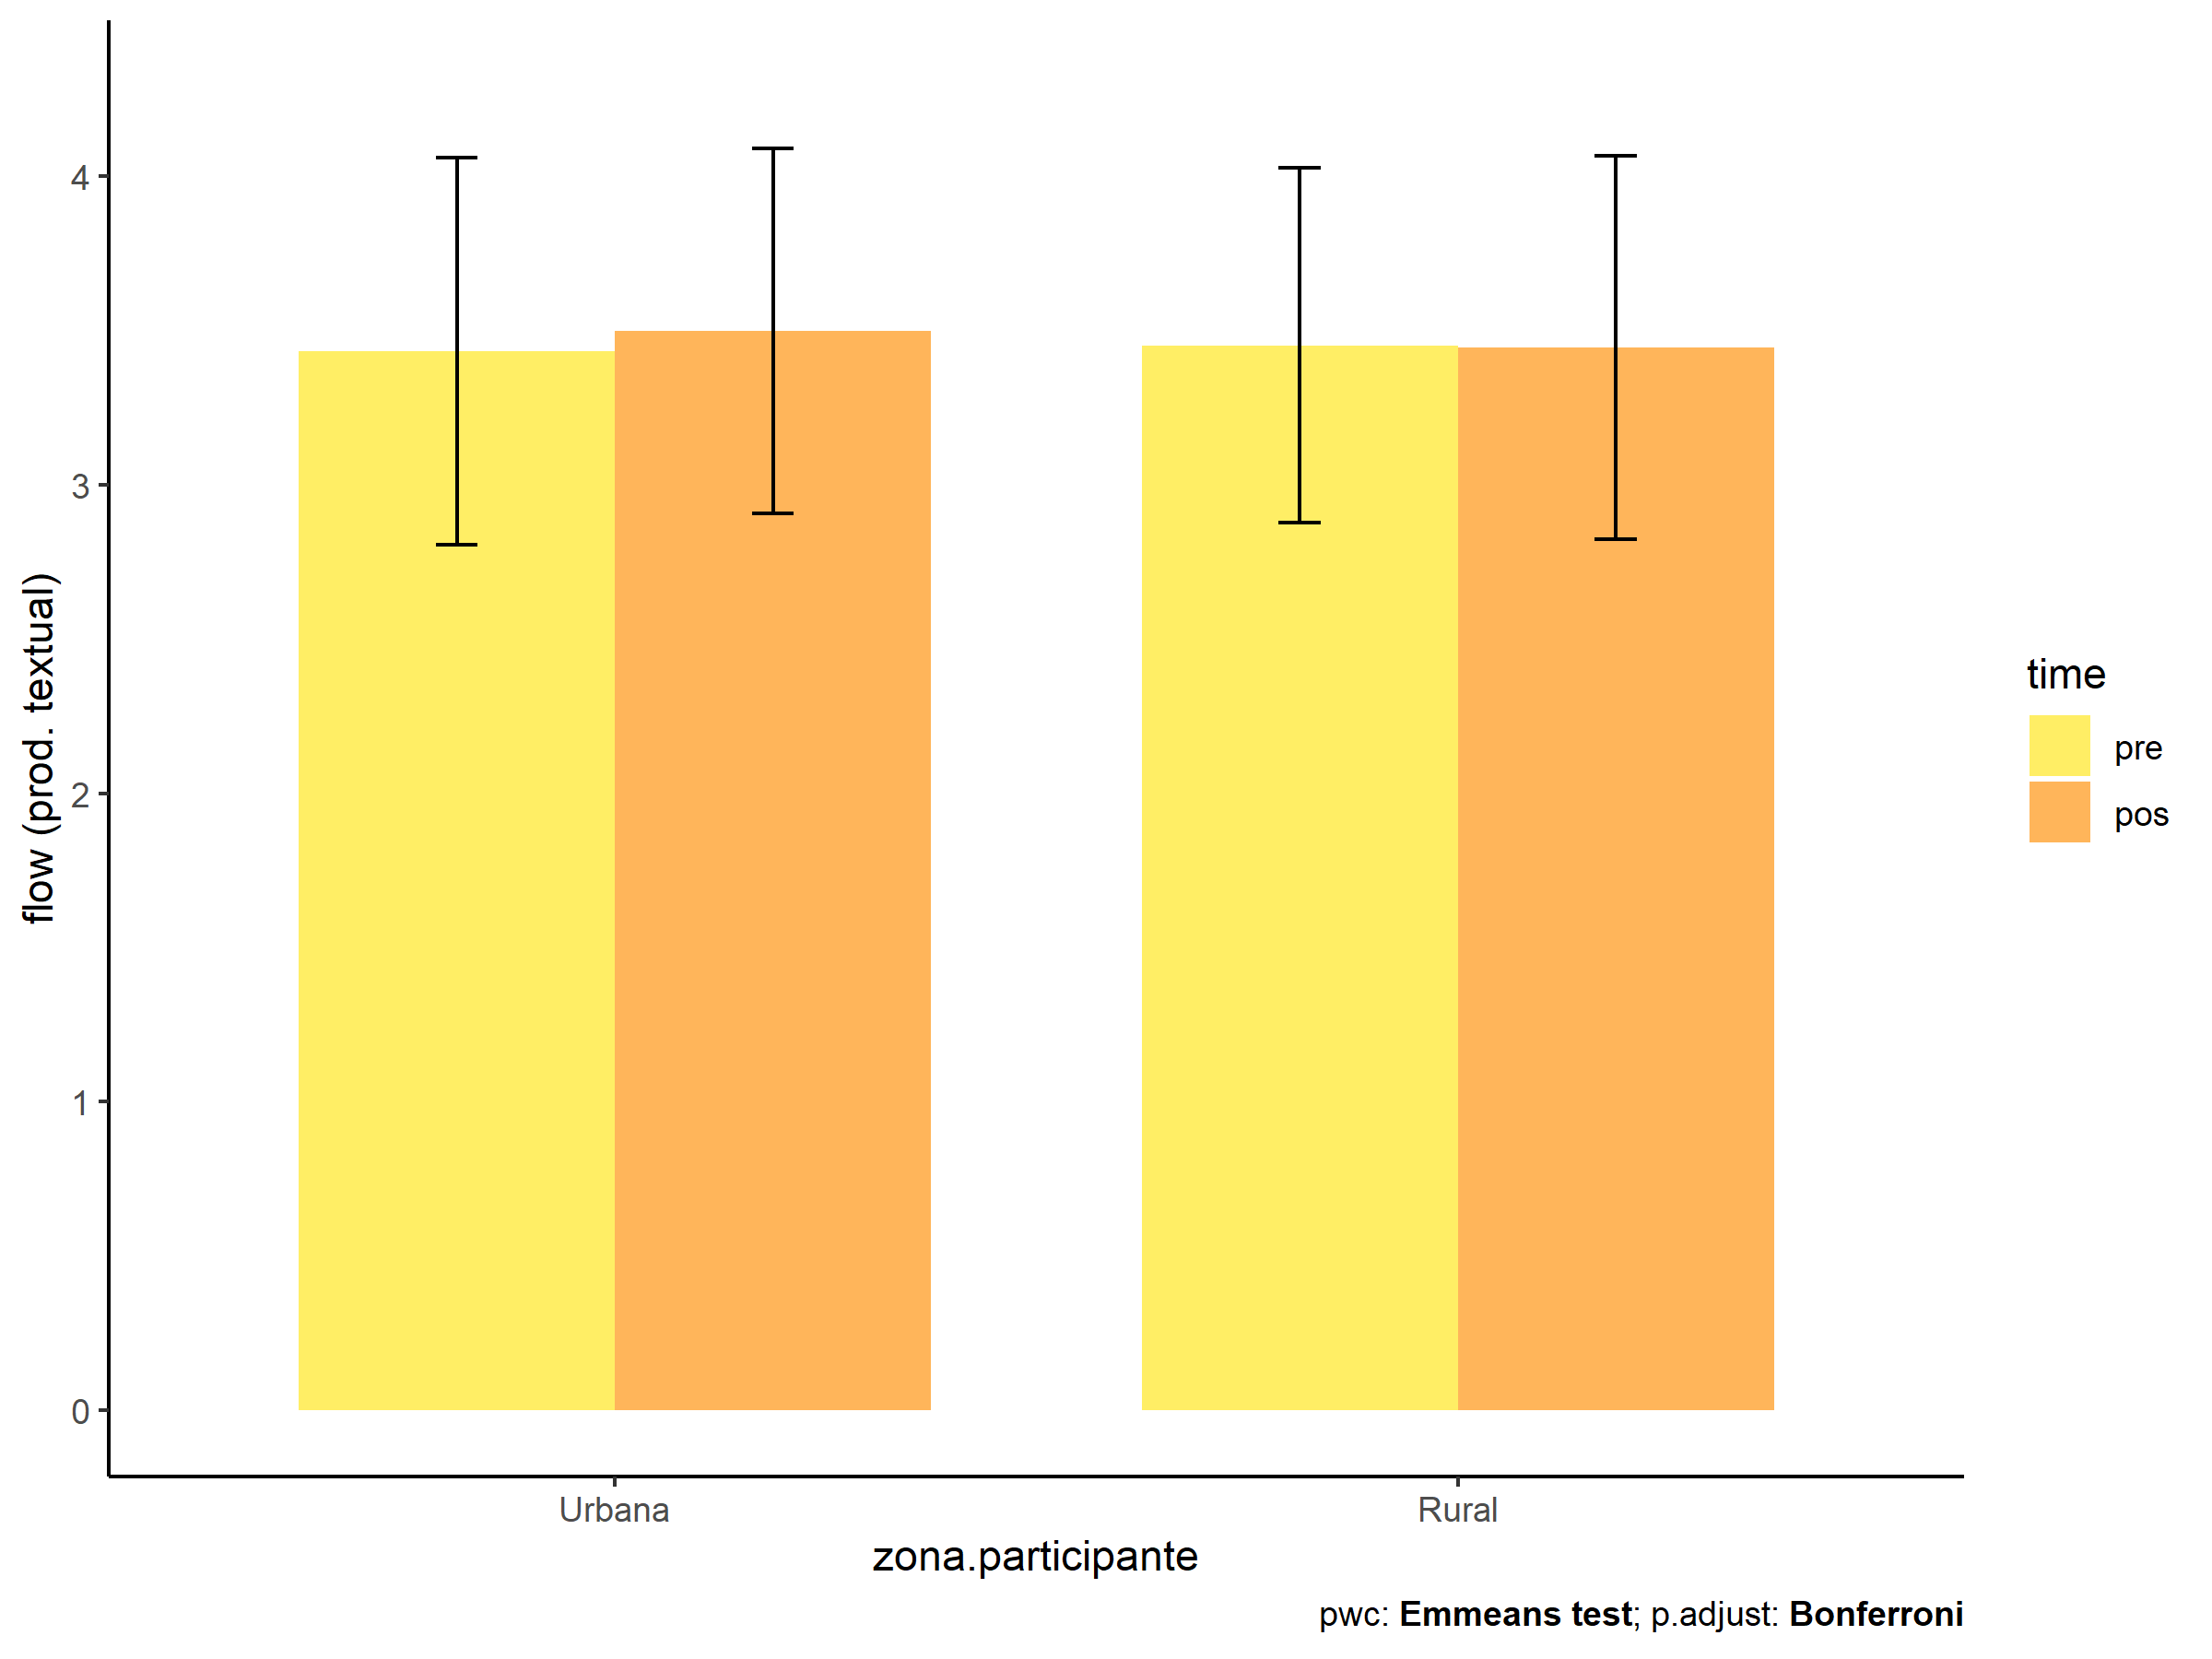 flow (prod. textual)
4
3
2
1
0
Urbana
Rural
zona.participante
time
pre
pos
pwc: Emmeans test; p.adjust: Bonferroni